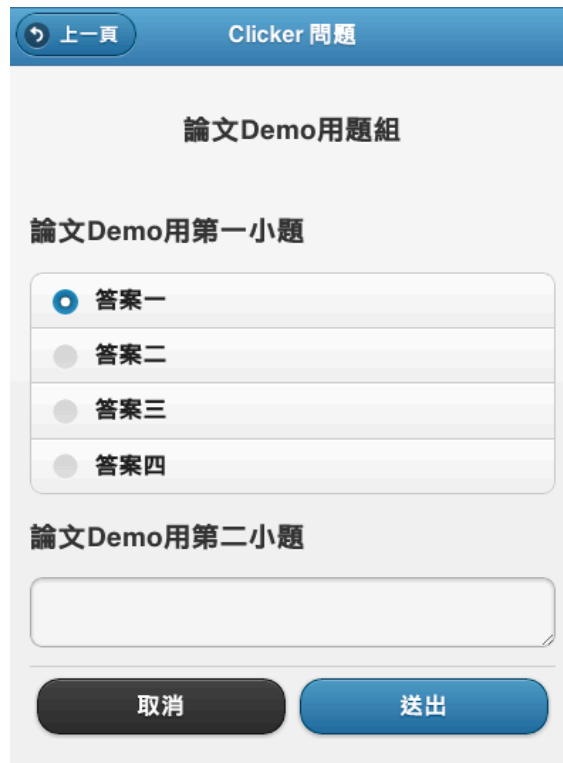 上一頁 Clicker 問題
論文Demo用題組
論文Demo用第一小題
答案一
答案二
答案三
答案四
論文Demo用第二小題
取消 送出